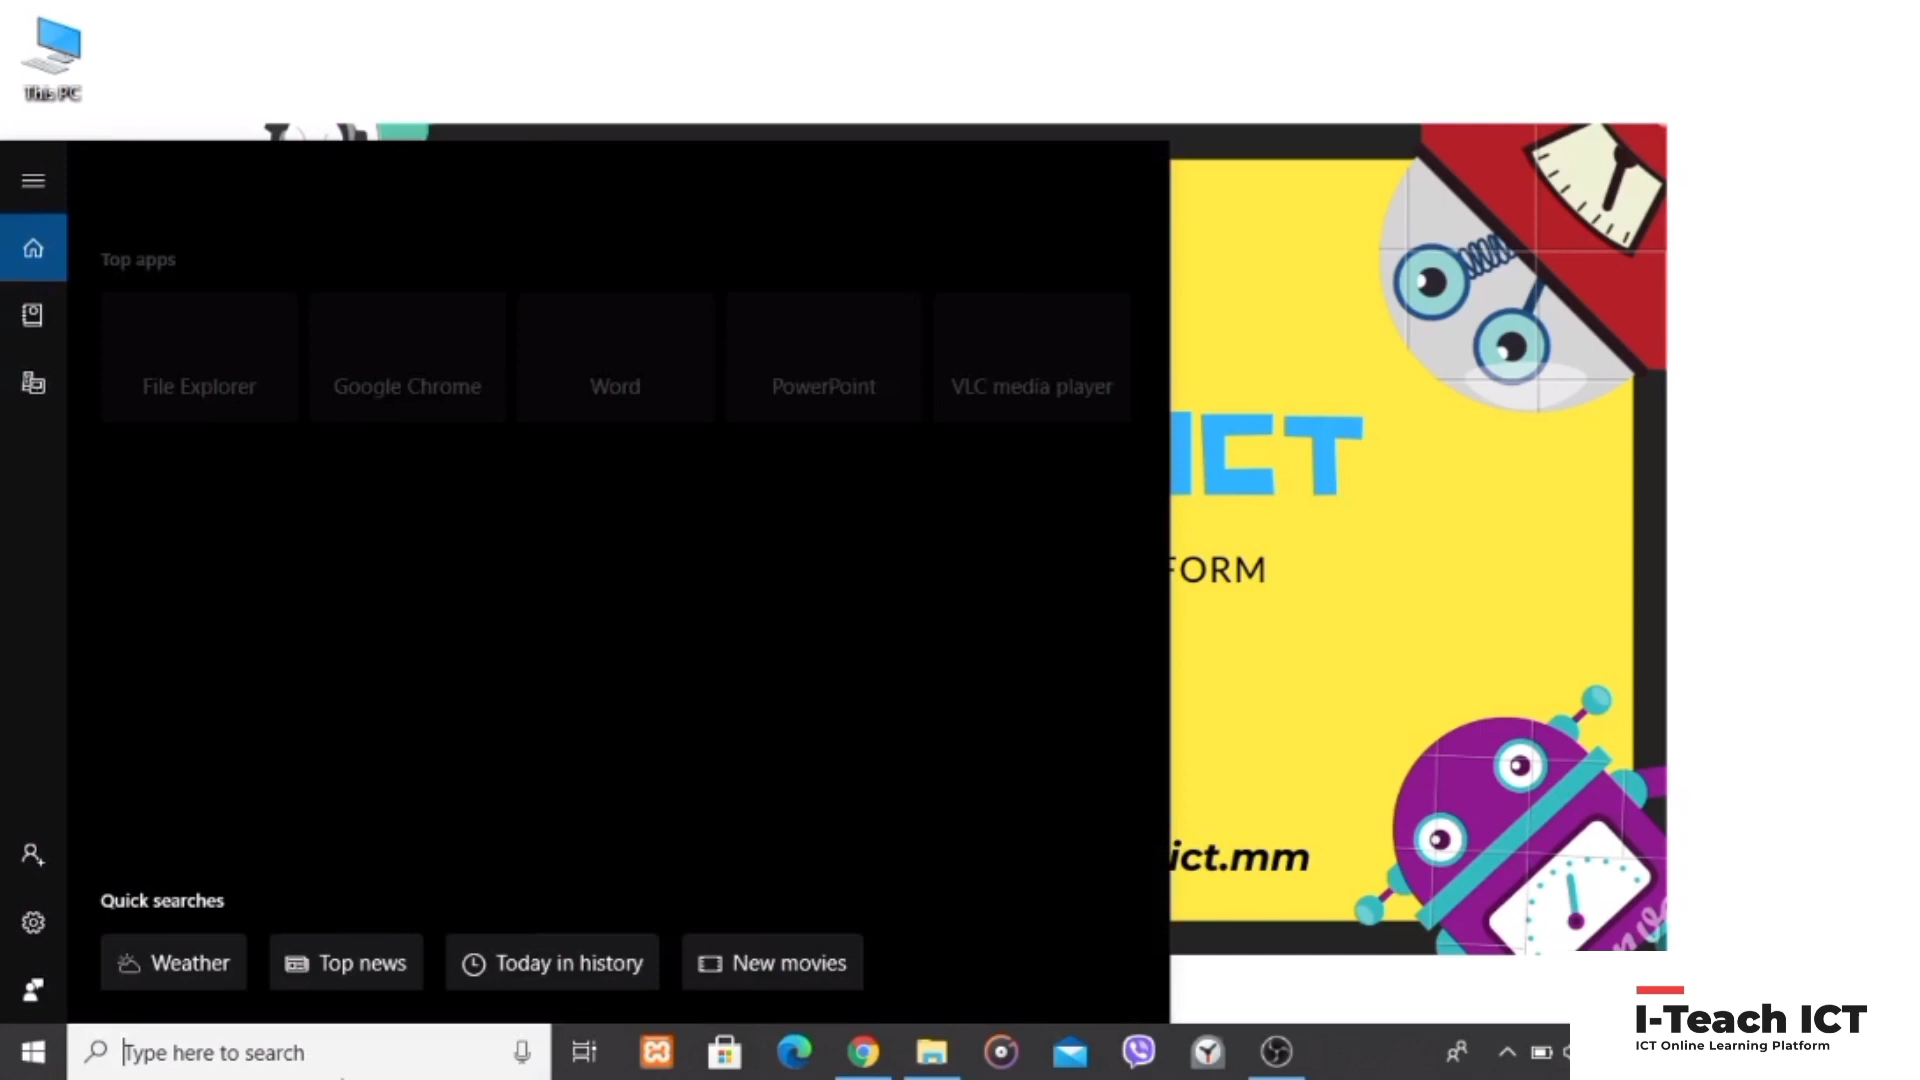 This PC
Top apps
File Explorer
Google Chrome
Word
PowerPoint
VLC media player
ICT
FORM
ict.mm
Quick searches
Weather
Top news
Today in history
New movies
Type here to search
I-Teach ICT
ICT Online Learning Platform